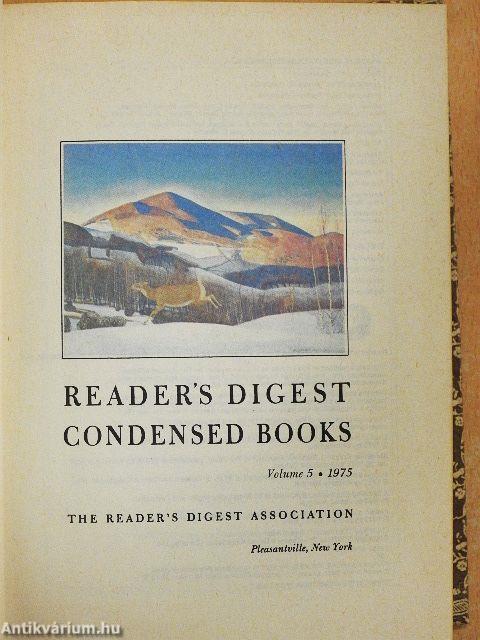 READER'S DIGEST
CONDENSED BOOKS
Volume 5 • 1975
THE READER'S DIGEST ASSOCIATION
Pleasantville, New York
Antikvárium.hu